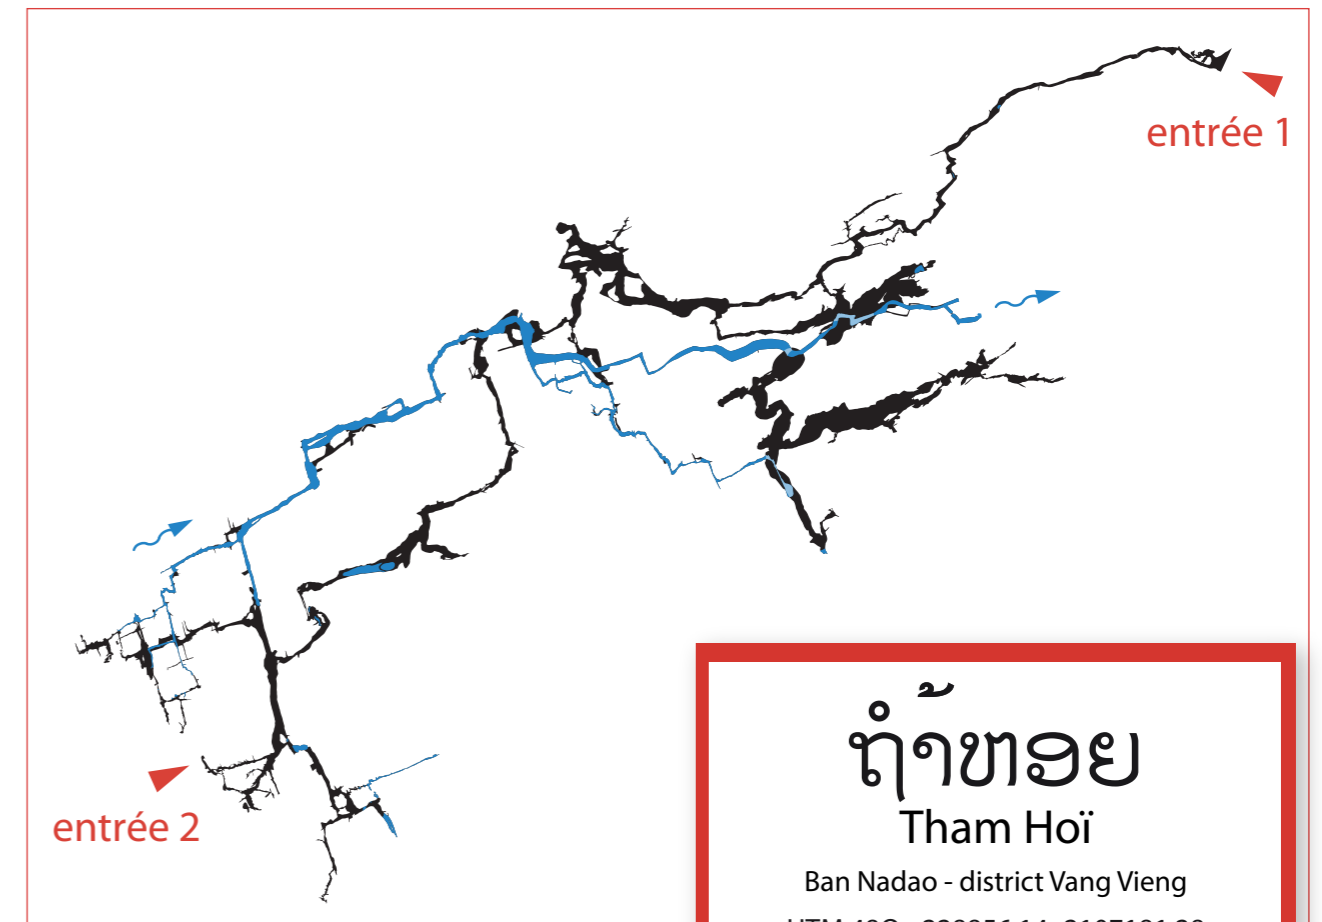 entrée 1
entrée 2
ຖ້ຳຫອຍ
Tham Hoï
Ban Nadao - district Vang Vieng